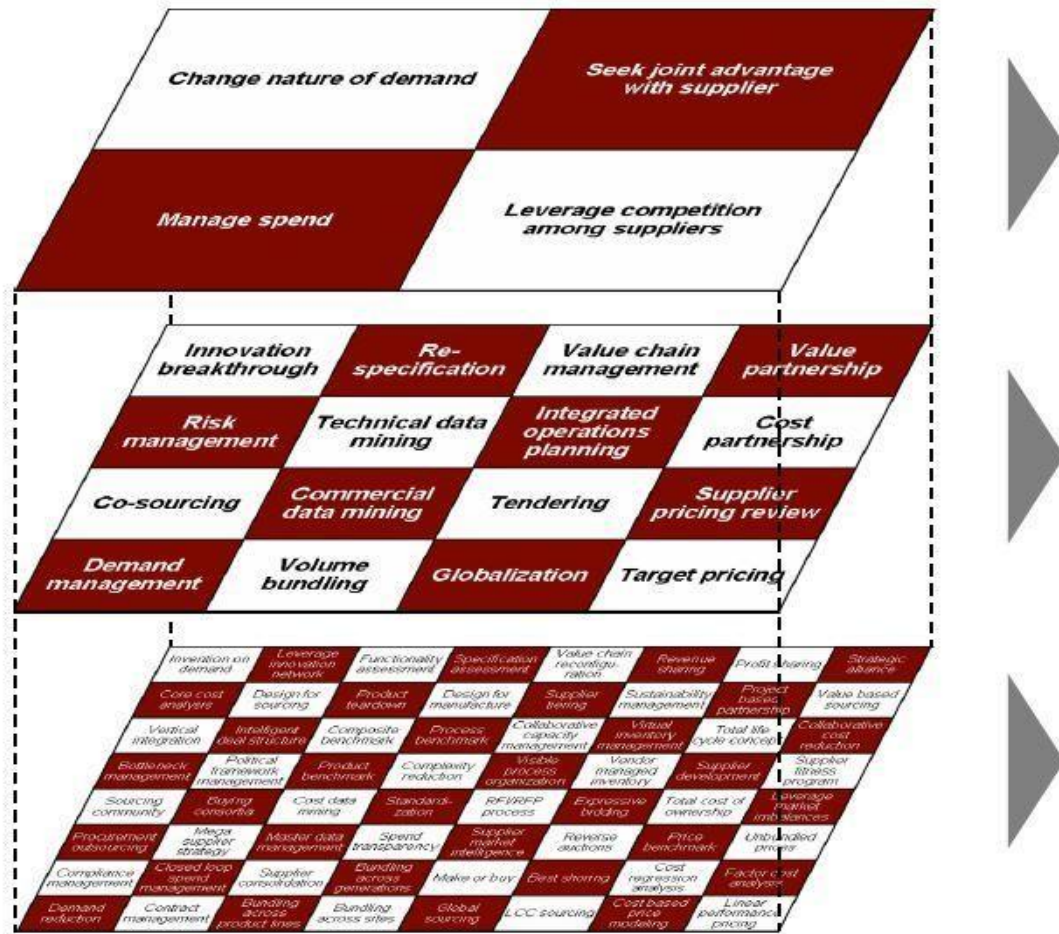 Change nature of demand
Seek joint advantage
with supplier
Manage spend
Leverage competition
among suppliers
Innovation
breakthrough
Re-
specification
Value chain
management
Value
partnership
Risk
management
Technical data
mining
Integrated
operations
planning
Cost
partnership
Co-sourcing
Commercial
data mining
Tendering
Supplier
pricing review
Demand
management
Volume
bundling
Globalization
Target pricing
Invention on
demand
Leverage
innovation
network
Functionality
assessment
Specification
assessment
Value chain
reconfigu-
ration
Revenue
sharing
Profit sharing
Strategic
alliance
Core cost
analysis
Design for
sourcing
Product
teardown
Design for
manufacture
Supplier
tiering
Sustainability
management
Project
based
partnership
Value based
sourcing
Vertical
integration
Intelligent
deal structure
Composite
benchmark
Process
benchmark
Collaborative
capacity
management
Virtual
inventory
management
Total life
cycle concept
Collaborative
cost
reduction
Bottleneck
management
Political
framework
management
Product
benchmark
Complexity
reduction
Visible
process
organization
Vendor
managed
inventory
Supplier
development
Supplier
fitness
program
Sourcing
community
Buying
consortia
Cost data
mining
Standardi-
zation
RFI/RFP
process
Expressive
bidding
Total cost of
ownership
Leverage
market
imbalances
Procurement
outsourcing
Mega
supplier
strategy
Master data
management
Spend
transparency
Supplier
market
intelligence
Reverse
auctions
Price
benchmark
Unbundled
prices
Compliance
management
Closed loop
spend
management
Supplier
consolidation
Bundling
across
generations
Make or buy
Best shoring
Cost
regression
analysis
Factor cost
analysis
Demand
reduction
Contract
management
Bundling
across
product lines
Bundling
across sites
Global
sourcing
LCC sourcing
Cost based
price
modeling
Linear
performance
pricing